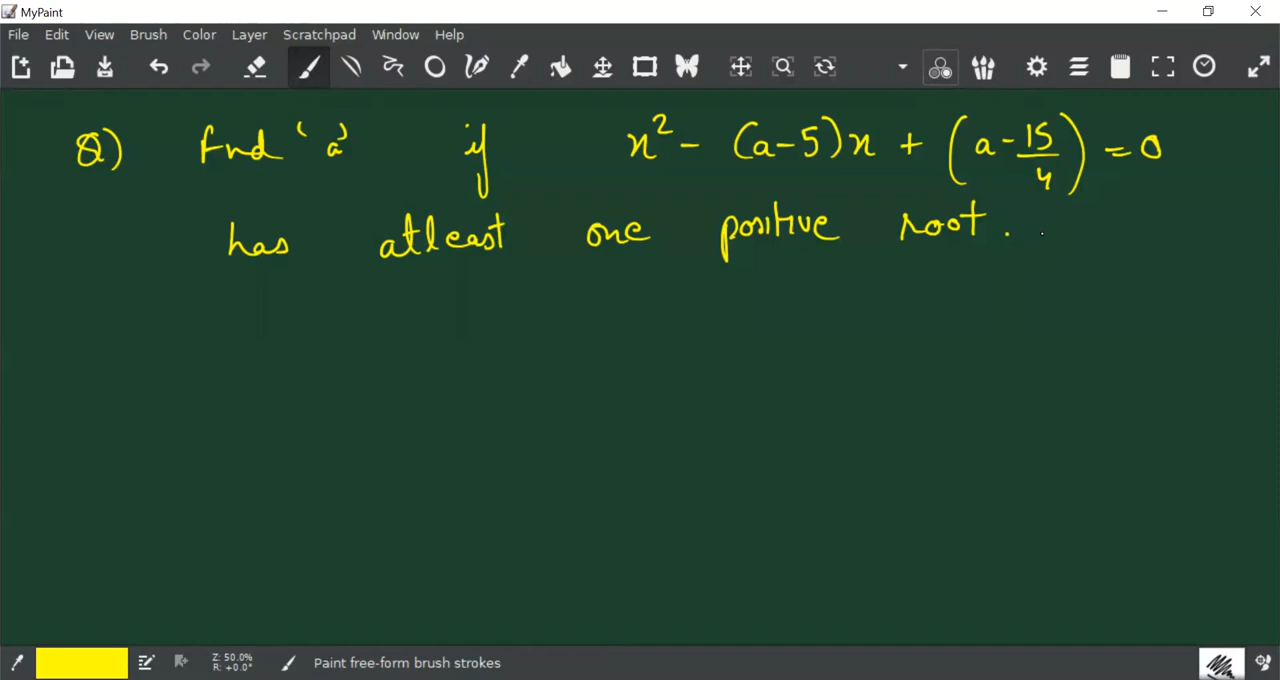 MyPaint
File Edit View Brush Color Layer Scratchpad Window Help
Q) Find 'a' if x² - (a-5)x + (a - 15/4) = 0
has atleast one positive root.
Z: 50.0%
R: +0.0°
Paint free-form brush strokes